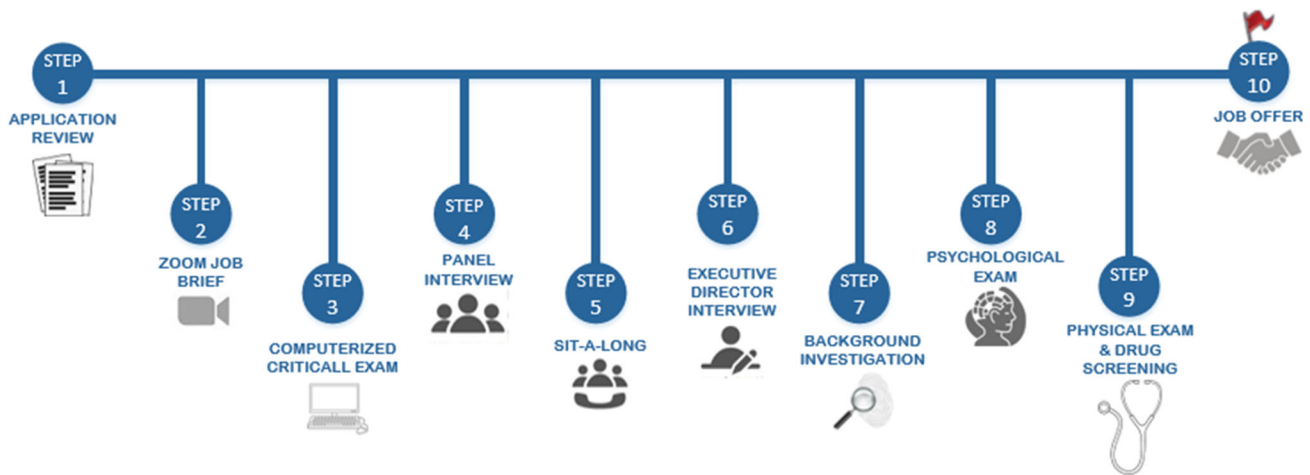 STEP
1
APPLICATION
REVIEW
STEP
2
ZOOM JOB
BRIEF
STEP
3
COMPUTERIZED
CRITICALL EXAM
STEP
4
PANEL
INTERVIEW
STEP
5
SIT-A-LONG
STEP
6
EXECUTIVE
DIRECTOR
INTERVIEW
STEP
7
BACKGROUND
INVESTIGATION
STEP
8
PSYCHOLOGICAL
EXAM
STEP
9
PHYSICAL EXAM
& DRUG
SCREENING
STEP
10
JOB OFFER